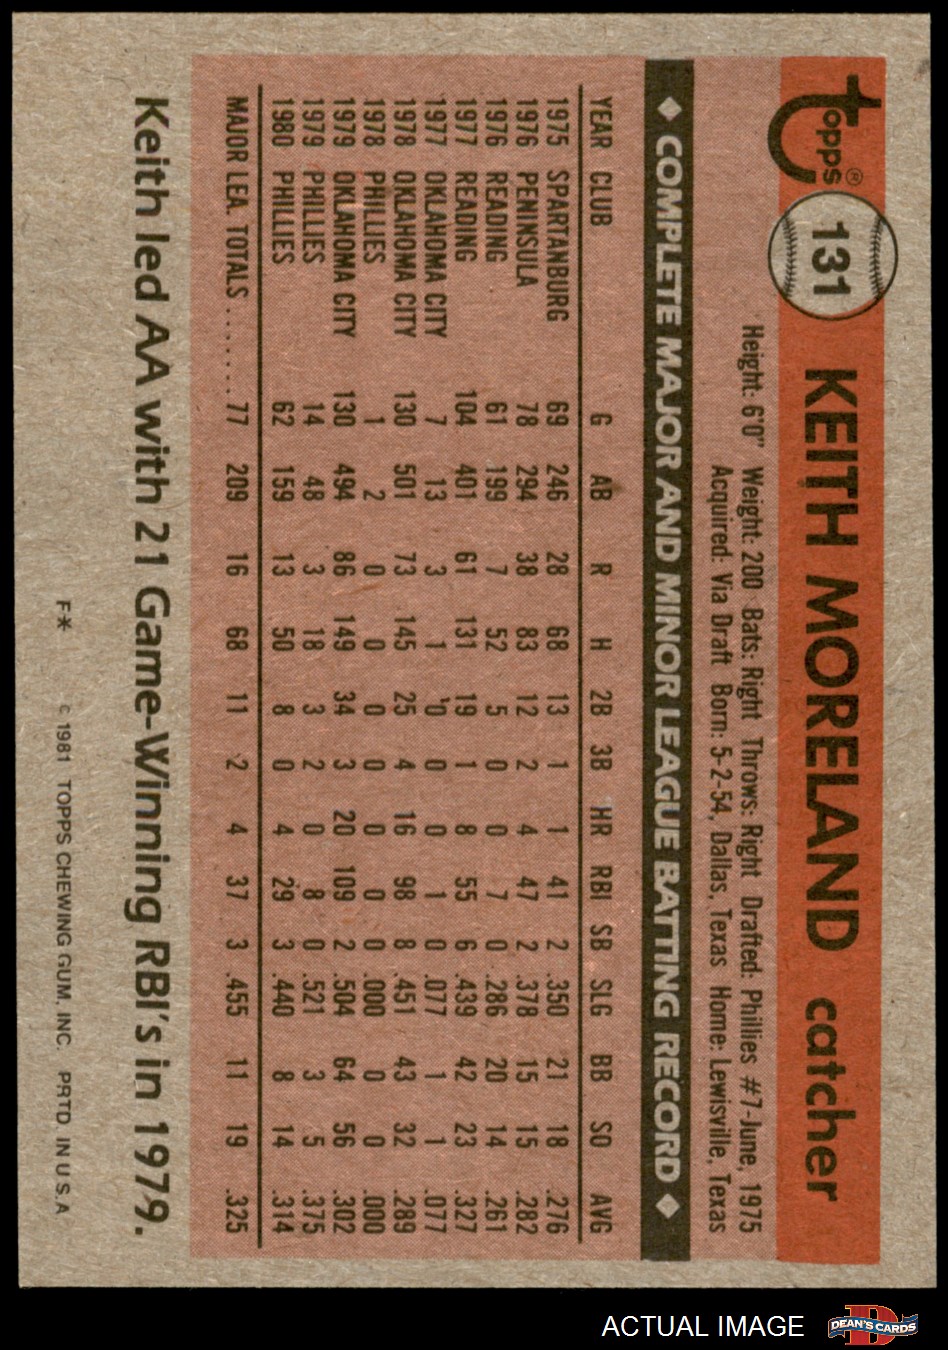 Topps®
131
KEITH MORELAND catcher
Height: 6'0" Weight: 200 Bats: Right Throws: Right Drafted: Phillies #7-June, 1975
Acquired: Via Draft Born: 5-2-54, Dallas, Texas Home: Lewisville, Texas
◆ COMPLETE MAJOR AND MINOR LEAGUE BATTING RECORD ◆
YEAR CLUB G AB R H 2B 3B HR RBI SB SLG BB SO AVG
1975 SPARTANBURG 69 246 28 68 13 1 1 41 2 .350 21 18 .276
1976 PENINSULA 78 294 38 83 12 2 4 47 2 .378 15 15 .282
1976 READING 61 199 7 52 5 0 0 7 0 .286 20 14 .261
1977 READING 104 401 61 131 19 1 8 55 6 .439 42 23 .327
1977 OKLAHOMA CITY 7 13 3 1 0 0 0 1 0 .077 1 1 .077
1978 OKLAHOMA CITY 130 501 73 145 25 4 16 98 8 .451 43 32 .289
1978 PHILLIES 1 2 0 0 0 0 0 0 0 .000 0 0 .000
1979 OKLAHOMA CITY 130 494 86 149 34 3 20 109 2 .504 64 56 .302
1979 PHILLIES 14 48 3 18 3 2 0 8 0 .521 3 5 .375
1980 PHILLIES 62 159 13 50 8 0 4 29 3 .440 8 14 .314
MAJOR LEA. TOTALS....... 77 209 16 68 11 2 4 37 3 .455 11 19 .325
Keith led AA with 21 Game-Winning RBI's in 1979.
F* © 1981 TOPPS CHEWING GUM. INC. PRTD. IN U.S.A
ACTUAL IMAGE
DEAN'S CARDS